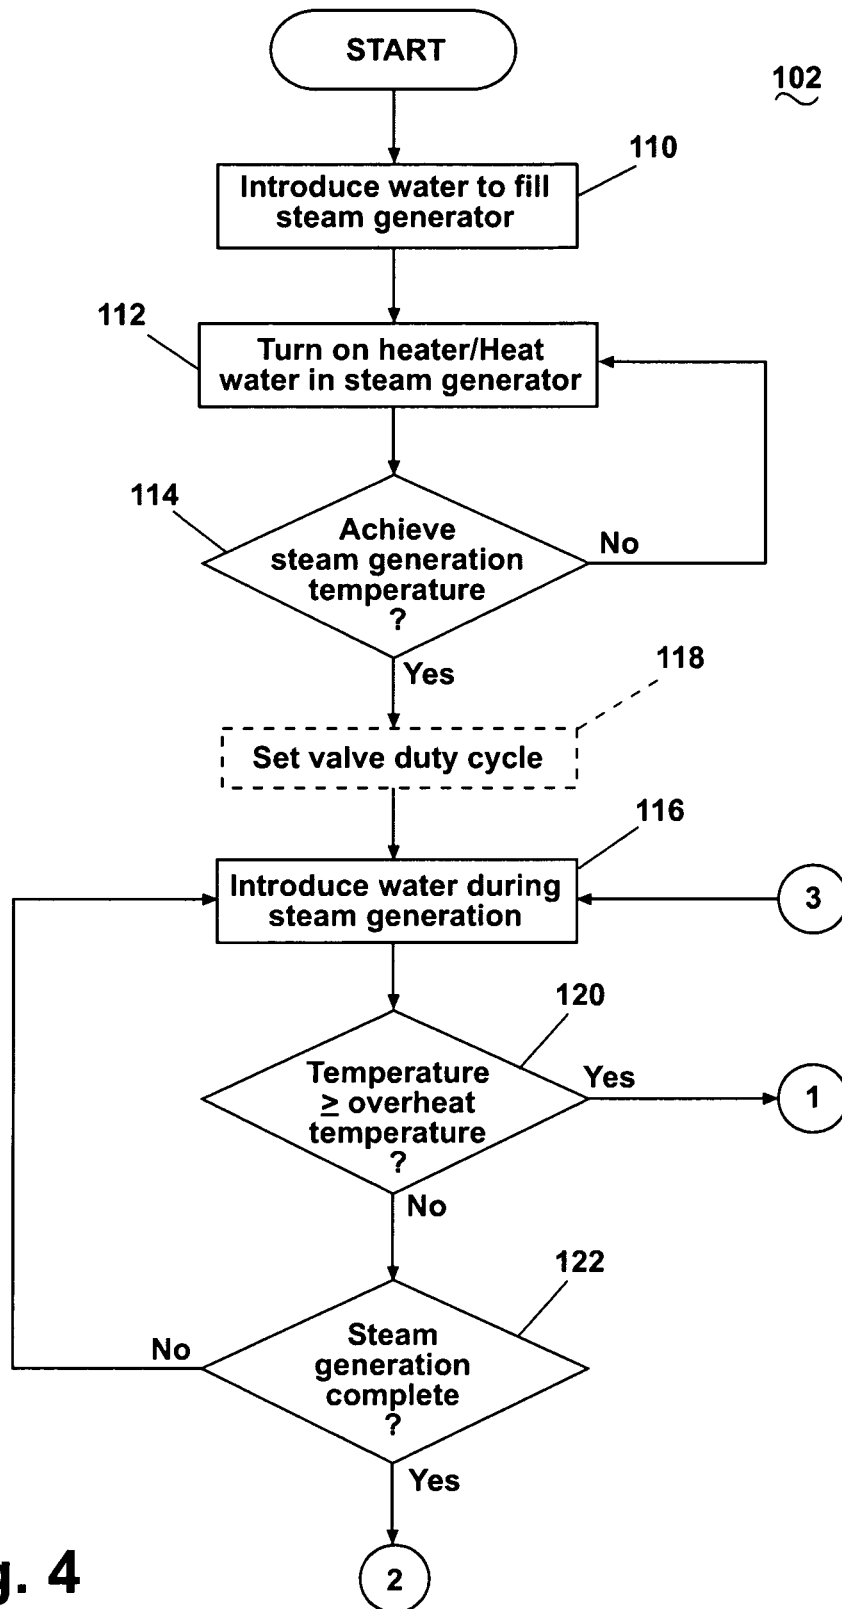 START
102
110
Introduce water to fill
steam generator
112
Turn on heater/Heat
water in steam generator
114
Achieve
steam generation
temperature
?
No
Yes
118
Set valve duty cycle
116
Introduce water during
steam generation
3
120
Temperature
≥ overheat
temperature
?
Yes
1
No
122
Steam
generation
complete
?
No
Yes
2
g. 4